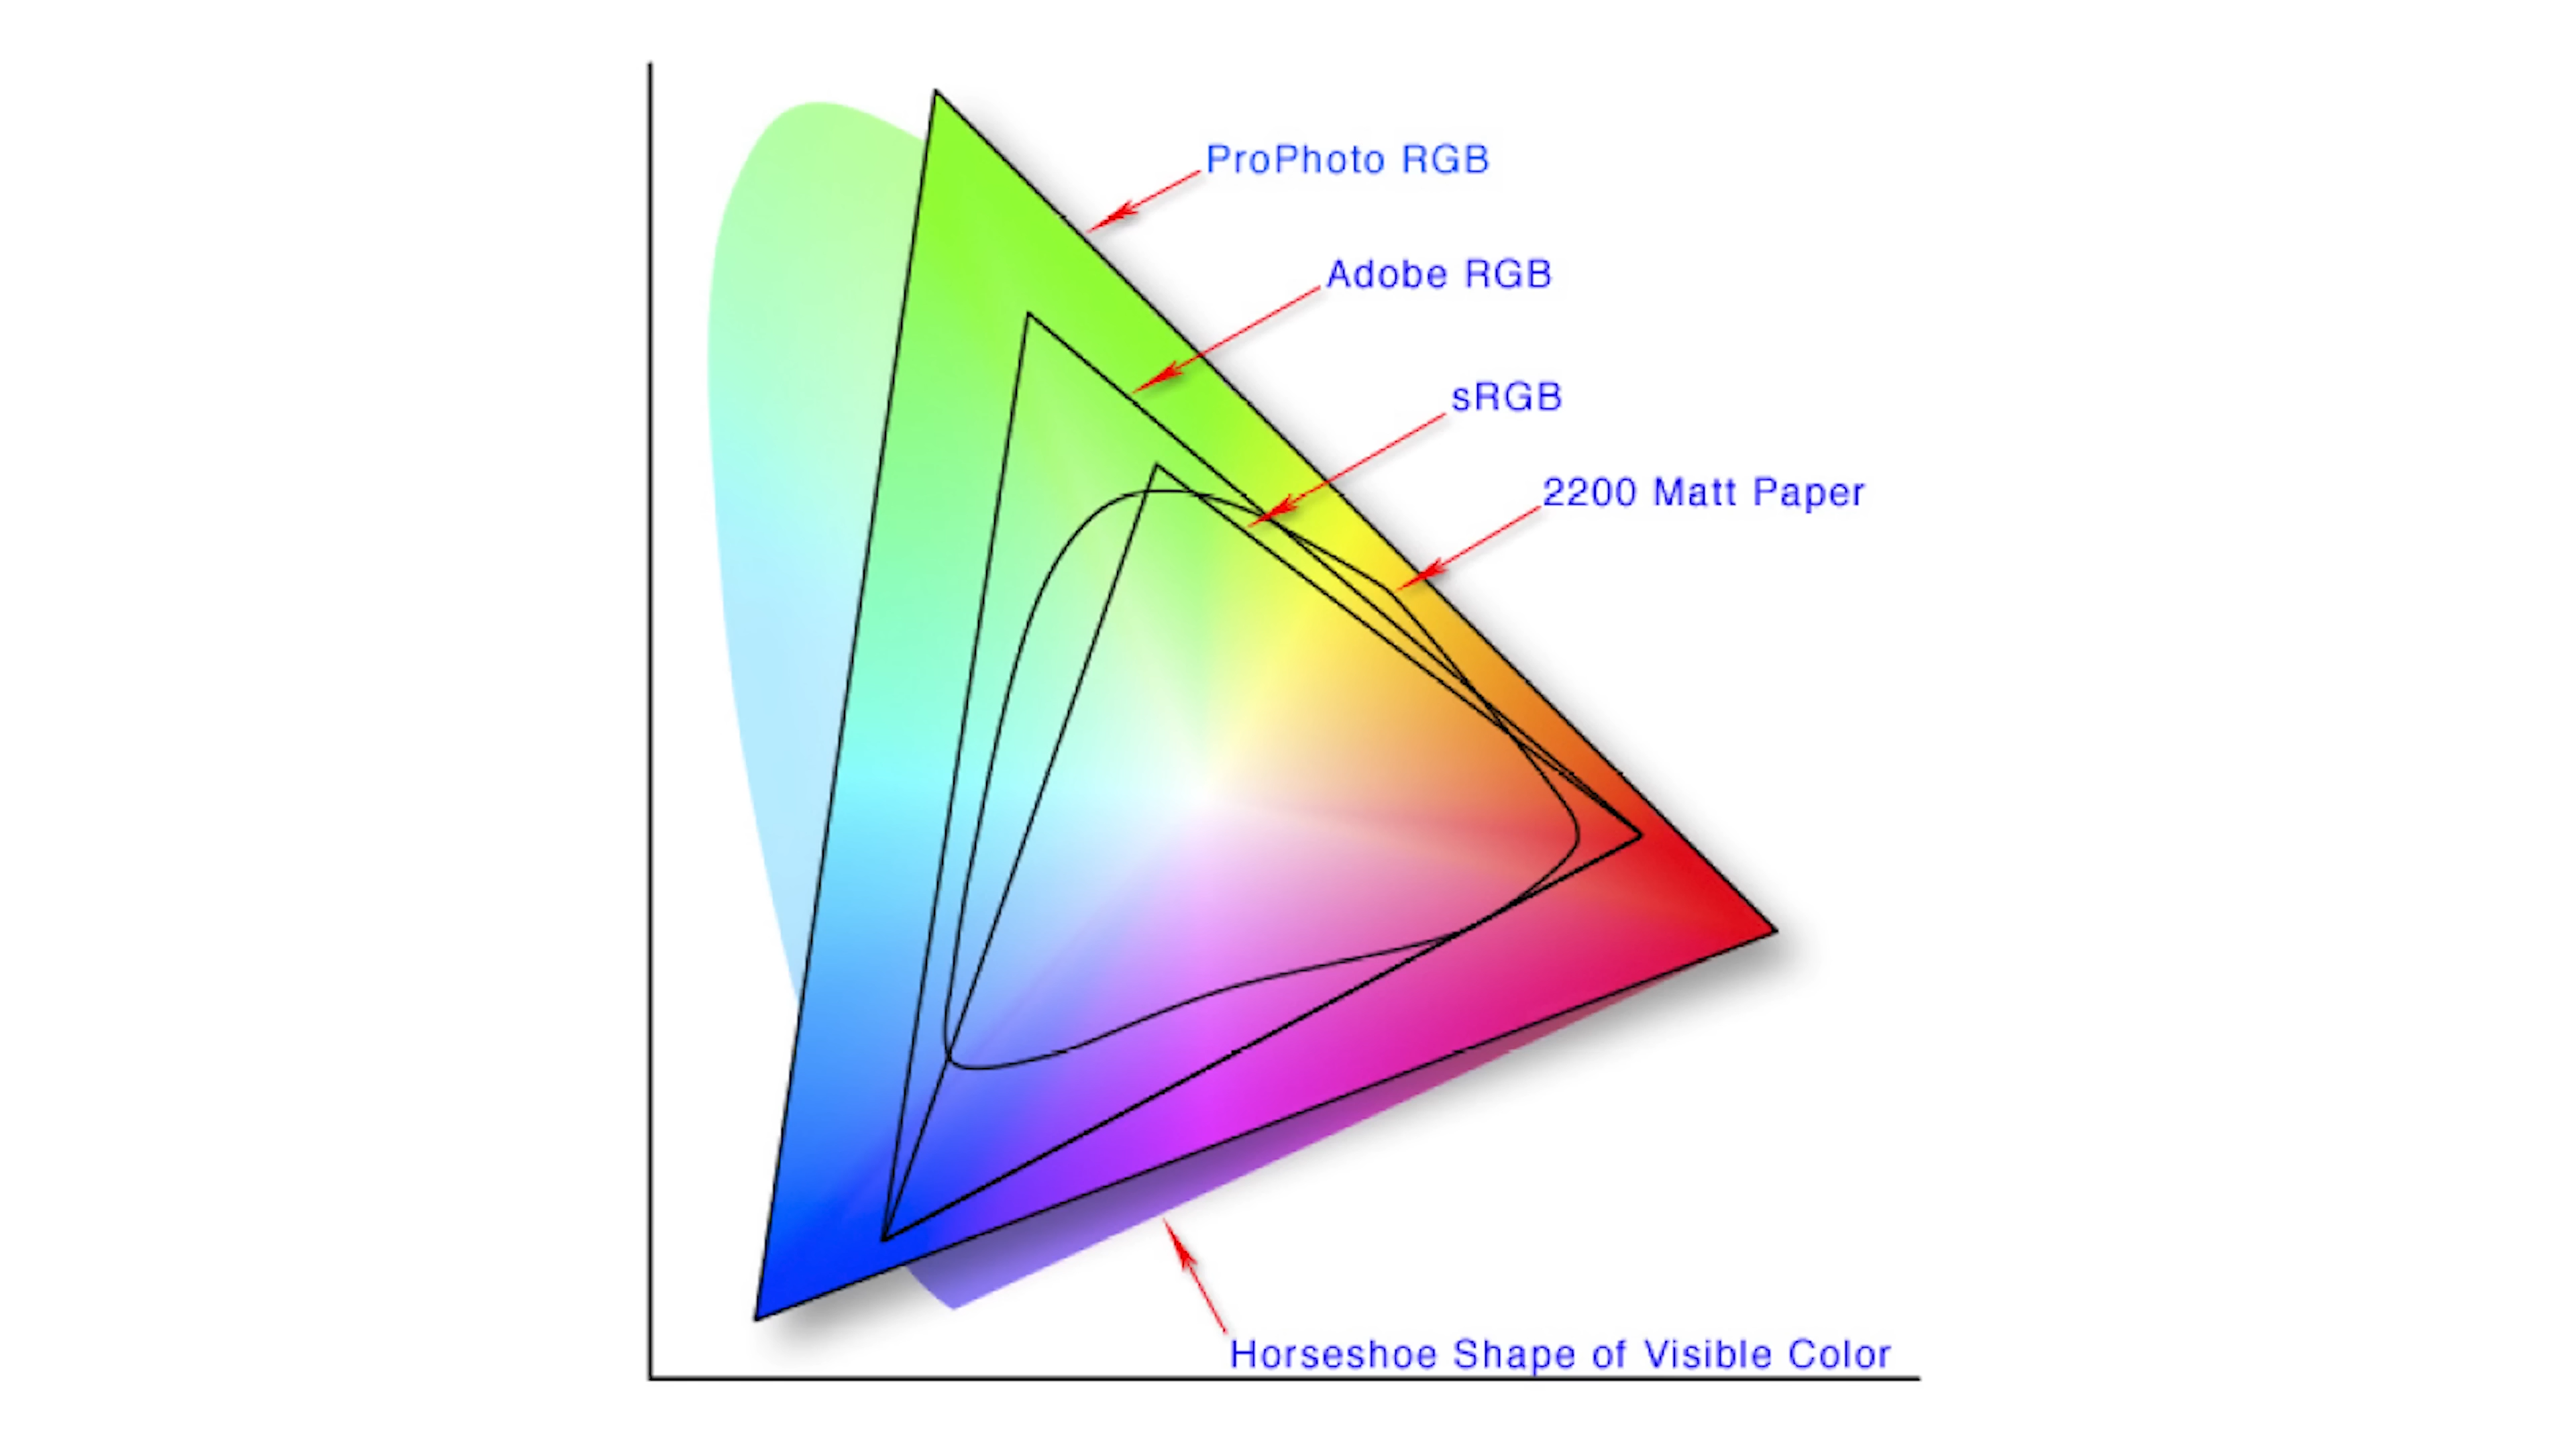 ProPhoto RGB
Adobe RGB
sRGB
2200 Matt Paper
Horseshoe Shape of Visible Color